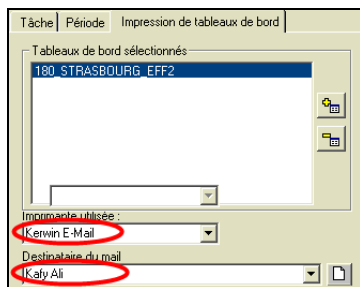 Tâche Période Impression de tableaux de bord
Tableaux de bord sélectionnés
180_STRASBOURG_EFF2
Imprimante utilisée :
Kerwin E-Mail
Destinataire du mail
Kafy Ali